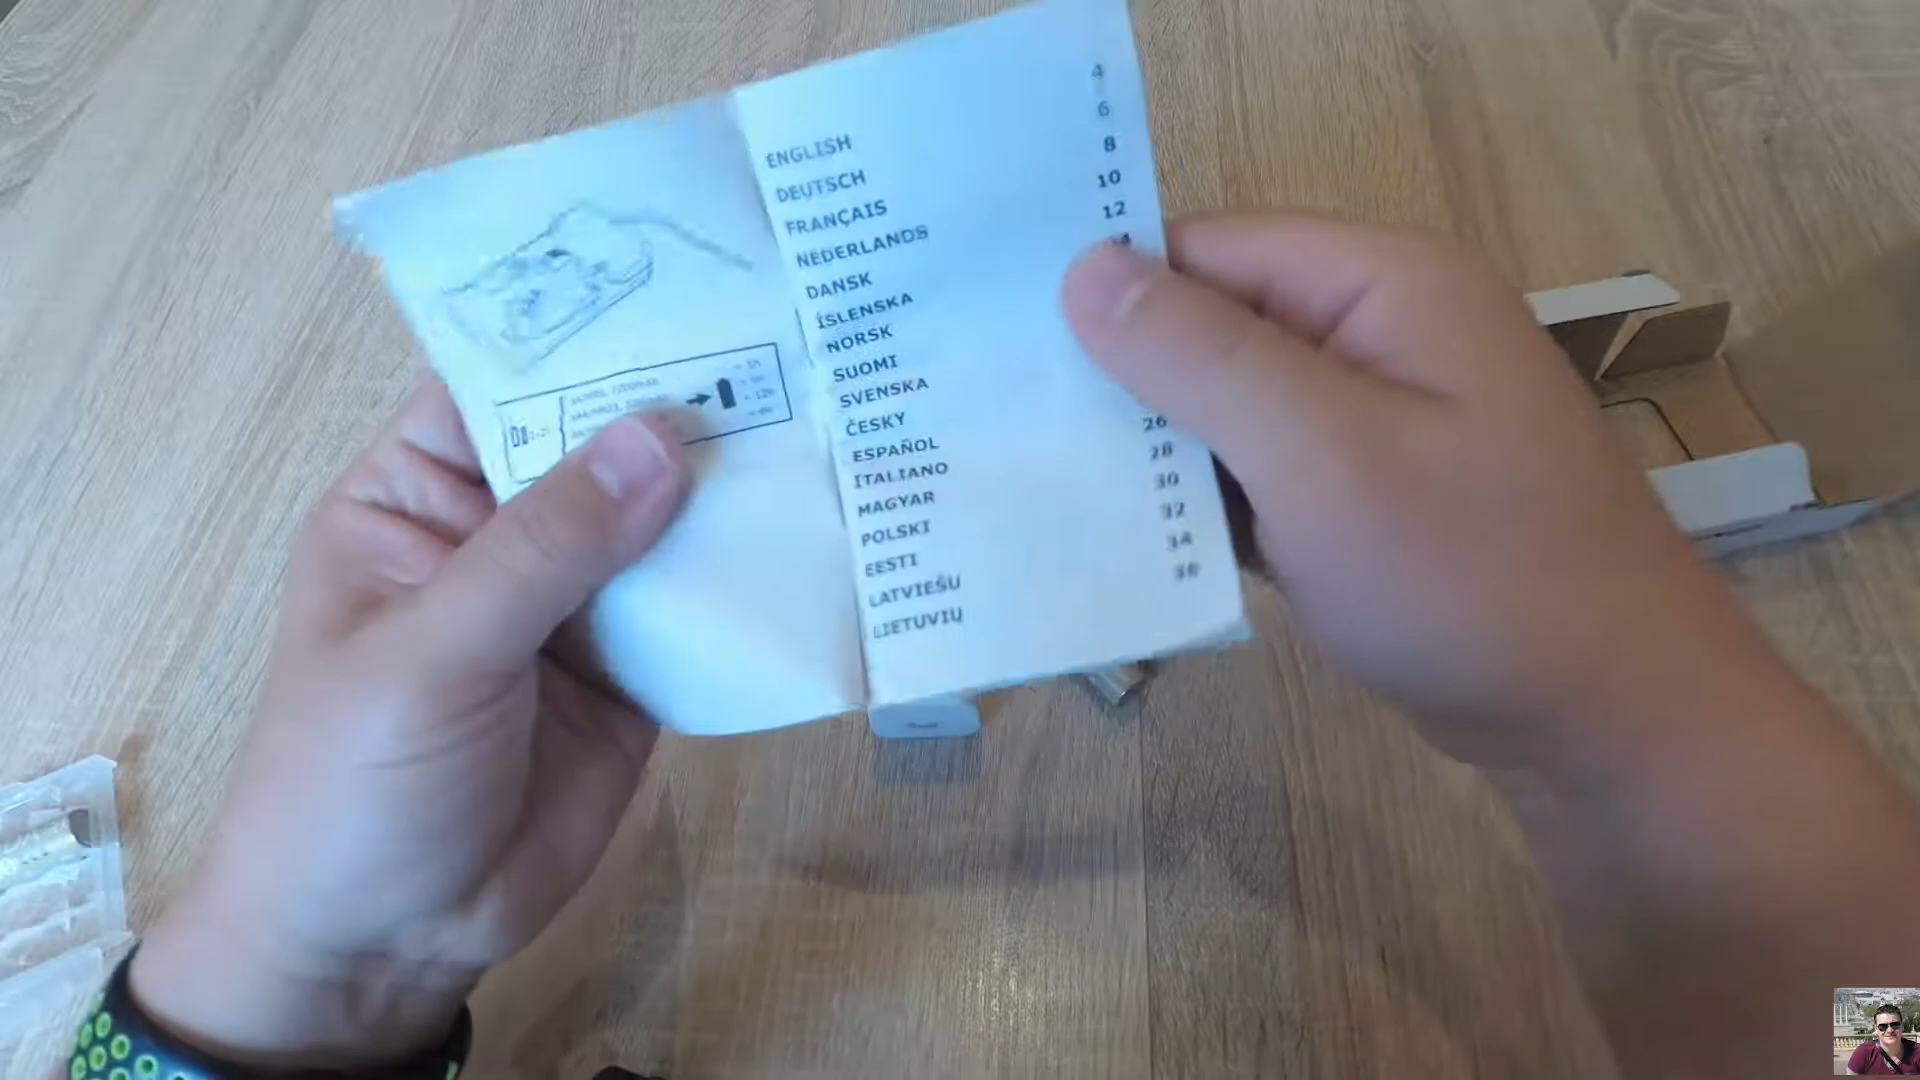 ENGLISH 4
DEUTSCH 6
FRANÇAIS 8
NEDERLANDS 10
DANSK 12
ÍSLENSKA
NORSK
SUOMI
SVENSKA
ČESKY
ESPAÑOL
ITALIANO 26
MAGYAR 28
POLSKI 30
EESTI 32
LATVIEŠU 34
LIETUVIŲ 36